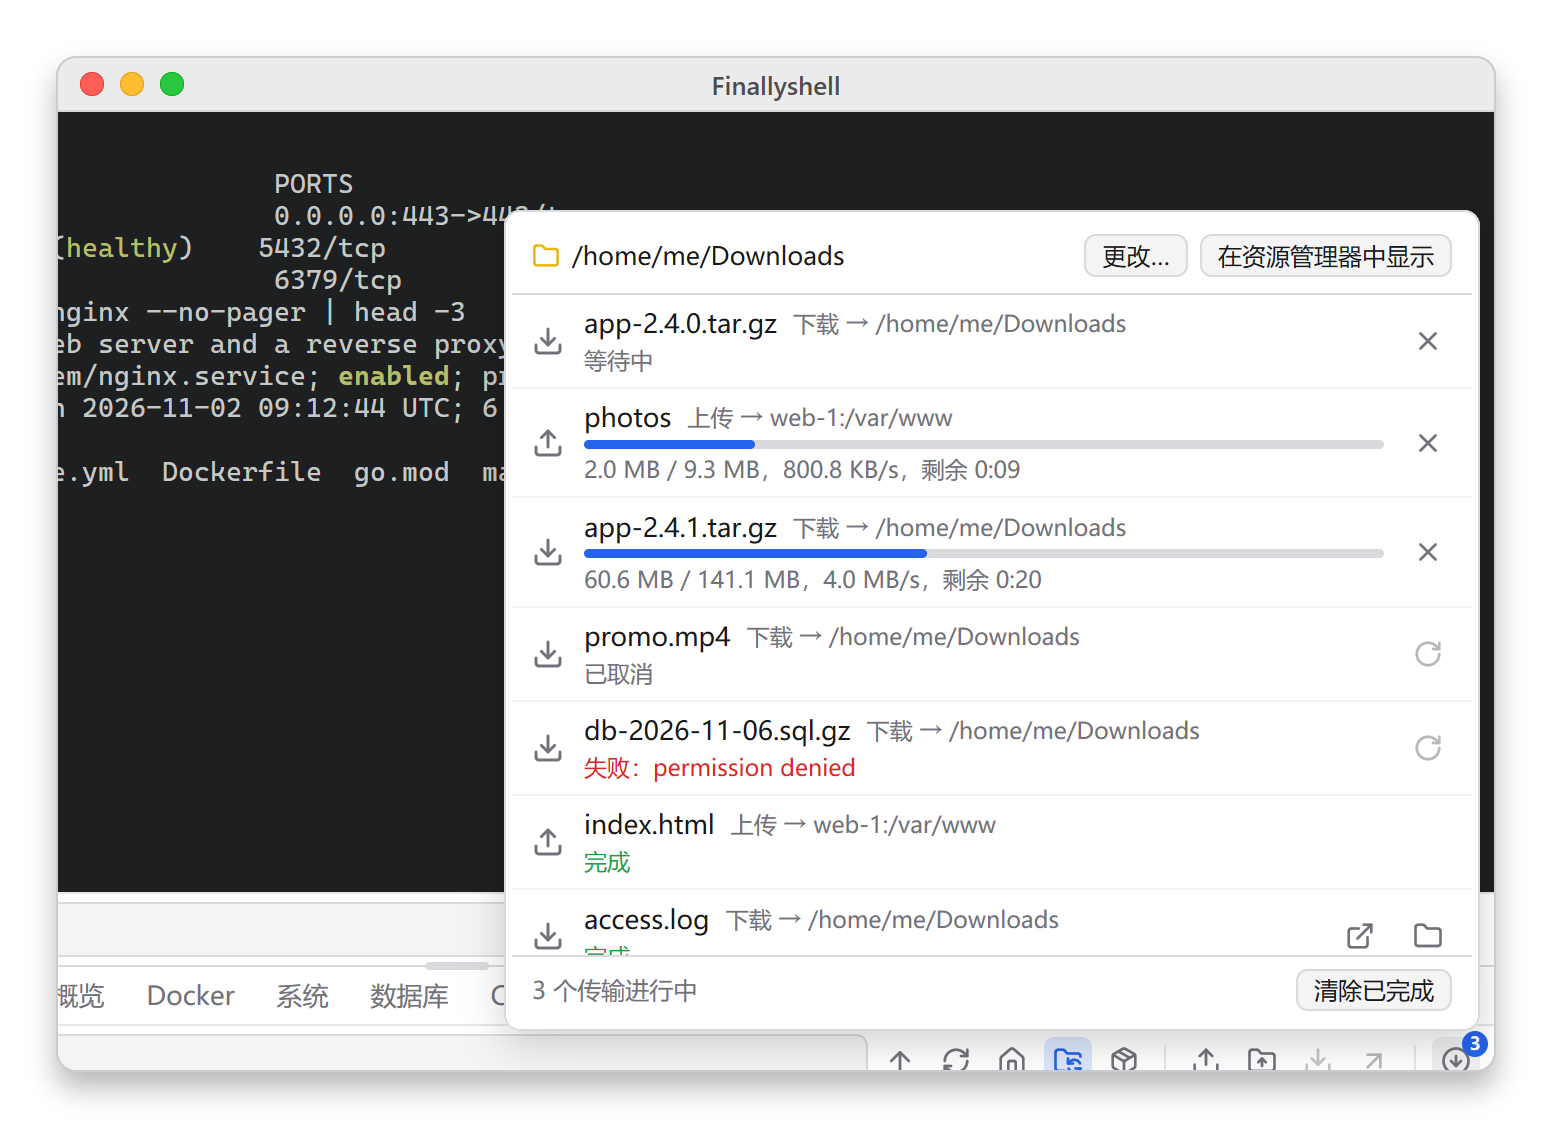 Finallyshell
PORTS
0.0.0.0:443->
(healthy) 5432/tcp
6379/tcp
nginx --no-pager | head -3
eb server and a reverse proxy
em/nginx.service; enabled;
2026-11-02 09:12:44 UTC; 6
e.yml Dockerfile go.mod
/home/me/Downloads
更改...
在资源管理器中显示
app-2.4.0.tar.gz 下载 → /home/me/Downloads
等待中
photos 上传 → web-1:/var/www
2.0 MB / 9.3 MB，800.8 KB/s，剩余 0:09
app-2.4.1.tar.gz 下载 → /home/me/Downloads
60.6 MB / 141.1 MB，4.0 MB/s，剩余 0:20
promo.mp4 下载 → /home/me/Downloads
已取消
db-2026-11-06.sql.gz 下载 → /home/me/Downloads
失败：permission denied
index.html 上传 → web-1:/var/www
完成
access.log 下载 → /home/me/Downloads
完成
3 个传输进行中
清除已完成
概览 Docker 系统 数据库
3